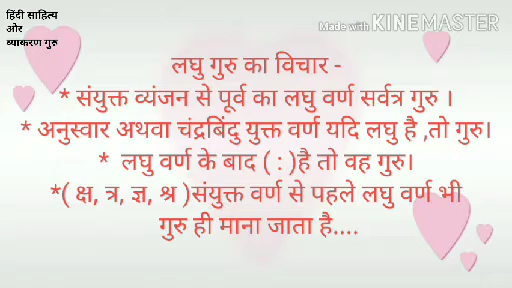 हिंदी साहित्य
और
व्याकरण गुरु
Made with KINEMASTER
लघु गुरु का विचार -
* संयुक्त व्यंजन से पूर्व का लघु वर्ण सर्वत्र गुरु ।
* अनुस्वार अथवा चंद्रबिंदु युक्त वर्ण यदि लघु है ,तो गुरु।
* लघु वर्ण के बाद ( : )है तो वह गुरु।
*( क्ष, त्र, ज्ञ, श्र )संयुक्त वर्ण से पहले लघु वर्ण भी
गुरु ही माना जाता है....